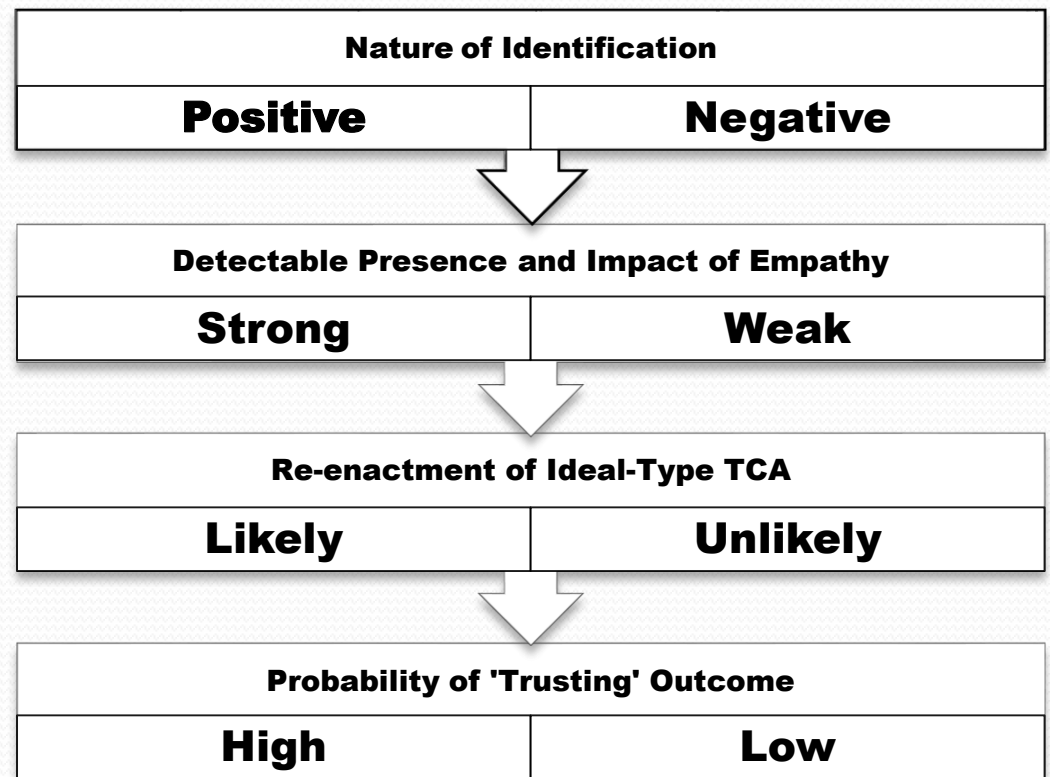 Nature of Identification
Positive Negative
Detectable Presence and Impact of Empathy
Strong Weak
Re-enactment of Ideal-Type TCA
Likely Unlikely
Probability of 'Trusting' Outcome
High Low